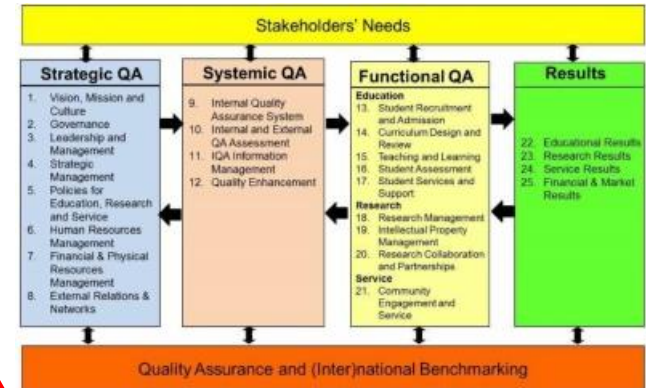 Stakeholders' Needs
Strategic QA
1. Vision, Mission and
Culture
2. Governance
3. Leadership and
Management
4. Strategic
Management
5. Policies for
Education, Research
and Service
6. Human Resources
Management
7. Financial & Physical
Resources
Management
8. External Relations &
Networks
Systemic QA
9. Internal Quality
Assurance System
10. Internal and External
QA Assessment
11. IQA Information
Management
12. Quality Enhancement
Functional QA
Education
13. Student Recruitment
and Admission
14. Curriculum Design and
Review
15. Teaching and Learning
16. Student Assessment
17. Student Services and
Support
Research
18. Research Management
19. Intellectual Property
Management
20. Research Collaboration
and Partnerships
Service
21. Community
Engagement and
Service
Results
22. Educational Results
23. Research Results
24. Service Results
25. Financial & Market
Results
Quality Assurance and (Inter)national Benchmarking